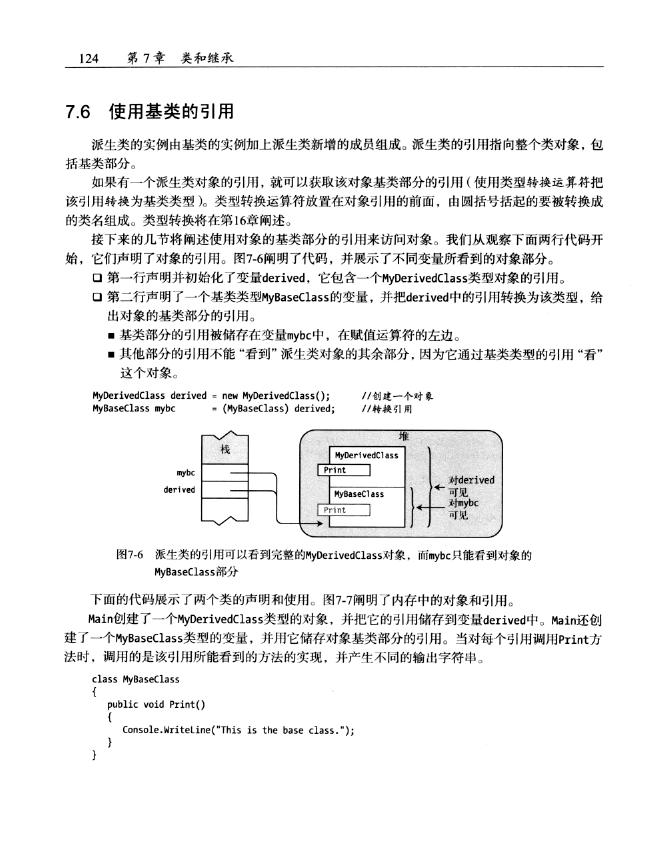 124 第7章 类和继承
7.6 使用基类的引用
派生类的实例由基类的实例加上派生类新增的成员组成。派生类的引用指向整个类对象，包
括基类部分。
如果有一个派生类对象的引用，就可以获取该对象基类部分的引用（使用类型转换运算符把
该引用转换为基类类型）。类型转换运算符放置在对象引用的前面，由圆括号括起的要被转换成
的类名组成。类型转换将在第16章阐述。
接下来的几节将阐述使用对象的基类部分的引用来访问对象。我们从观察下面两行代码开
始，它们声明了对象的引用。图7-6阐明了代码，并展示了不同变量所看到的对象部分。
❑ 第一行声明并初始化了变量derived，它包含一个MyDerivedClass类型对象的引用。
❑ 第二行声明了一个基类类型MyBaseClass的变量，并把derived中的引用转换为该类型，给
出对象的基类部分的引用。
■ 基类部分的引用被储存在变量mybc中，在赋值运算符的左边。
■ 其他部分的引用不能“看到”派生类对象的其余部分，因为它通过基类类型的引用“看”
这个对象。
MyDerivedClass derived = new MyDerivedClass(); //创建一个对象
MyBaseClass mybc = (MyBaseClass) derived; //转换引用
栈
mybc
derived
堆
MyDerivedClass
Print
MyBaseClass
Print
对derived
可见
对mybc
可见
图7-6 派生类的引用可以看到完整的MyDerivedClass对象，而mybc只能看到对象的
MyBaseClass部分
下面的代码展示了两个类的声明和使用。图7-7阐明了内存中的对象和引用。
Main创建了一个MyDerivedClass类型的对象，并把它的引用储存到变量derived中。Main还创
建了一个MyBaseClass类型的变量，并用它储存对象基类部分的引用。当对每个引用调用Print方
法时，调用的是该引用所能看到的方法的实现，并产生不同的输出字符串。
class MyBaseClass
{
public void Print()
{
Console.WriteLine("This is the base class.");
}
}